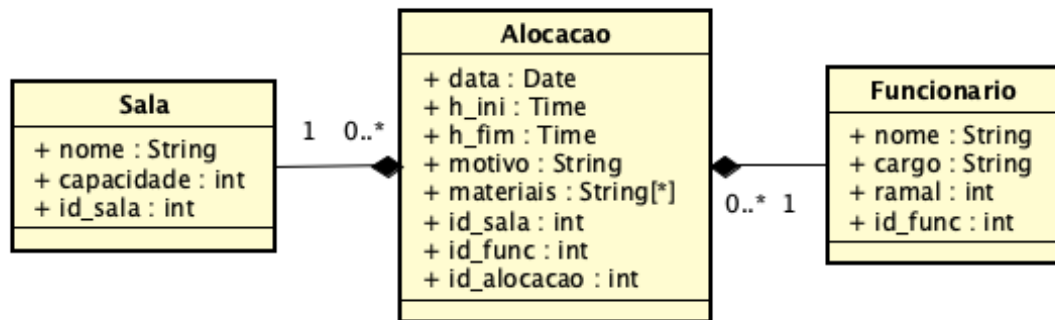 Sala
+ nome : String
+ capacidade : int
+ id_sala : int
1 0..*
Alocacao
+ data : Date
+ h_ini : Time
+ h_fim : Time
+ motivo : String
+ materiais : String[*]
+ id_sala : int
+ id_func : int
+ id_alocacao : int
0..* 1
Funcionario
+ nome : String
+ cargo : String
+ ramal : int
+ id_func : int